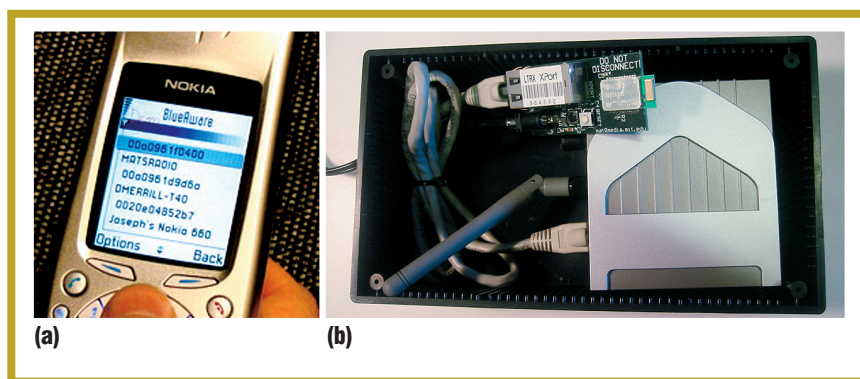 NOKIA
BlueAware
00a0961f0400
MATSRADIO
00a0961d9d6a
DMERRILL-T40
0020e04852b7
Joseph's Nokia 660
Options
Back
DO NOT
DISCONNECT!
LTRX XPort
(a)
(b)